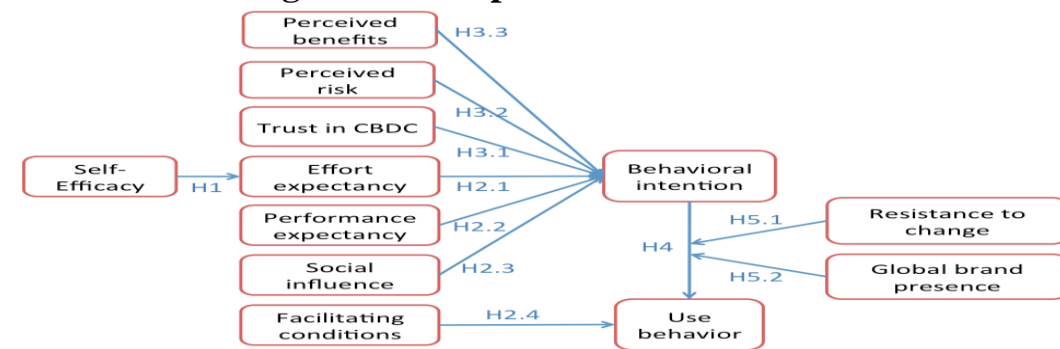 Perceived
benefits
H3.3
Perceived
risk
H3.2
Trust in CBDC
H3.1
Self-
Efficacy
H1
Effort
expectancy
H2.1
Behavioral
intention
Performance
expectancy
H2.2
Social
influence
H2.3
Facilitating
conditions
H2.4
H4
Use
behavior
H5.1
Resistance to
change
H5.2
Global brand
presence